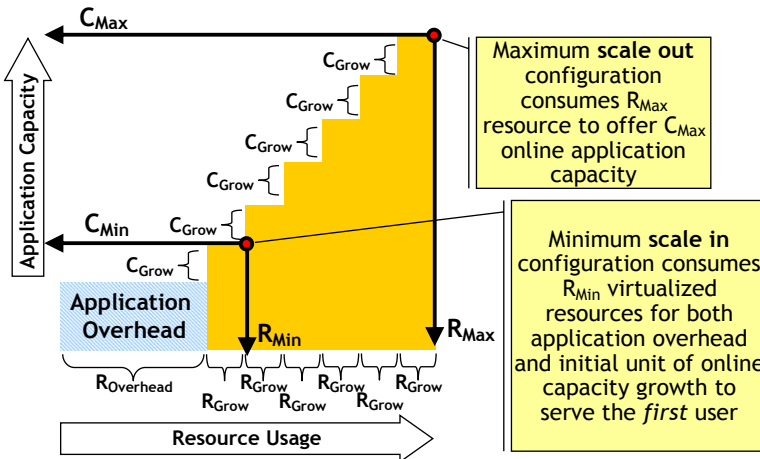 CMax
CGrow
CGrow
CGrow
CGrow
CGrow
CGrow
CMin
Application Capacity
Application
Overhead
RMin
RMax
ROverhead
RGrow
RGrow
RGrow
RGrow
RGrow
RGrow
Resource Usage
Maximum scale out
configuration
consumes RMax
resource to offer CMax
online application
capacity
Minimum scale in
configuration consumes
RMin virtualized
resources for both
application overhead
and initial unit of online
capacity growth to
serve the first user